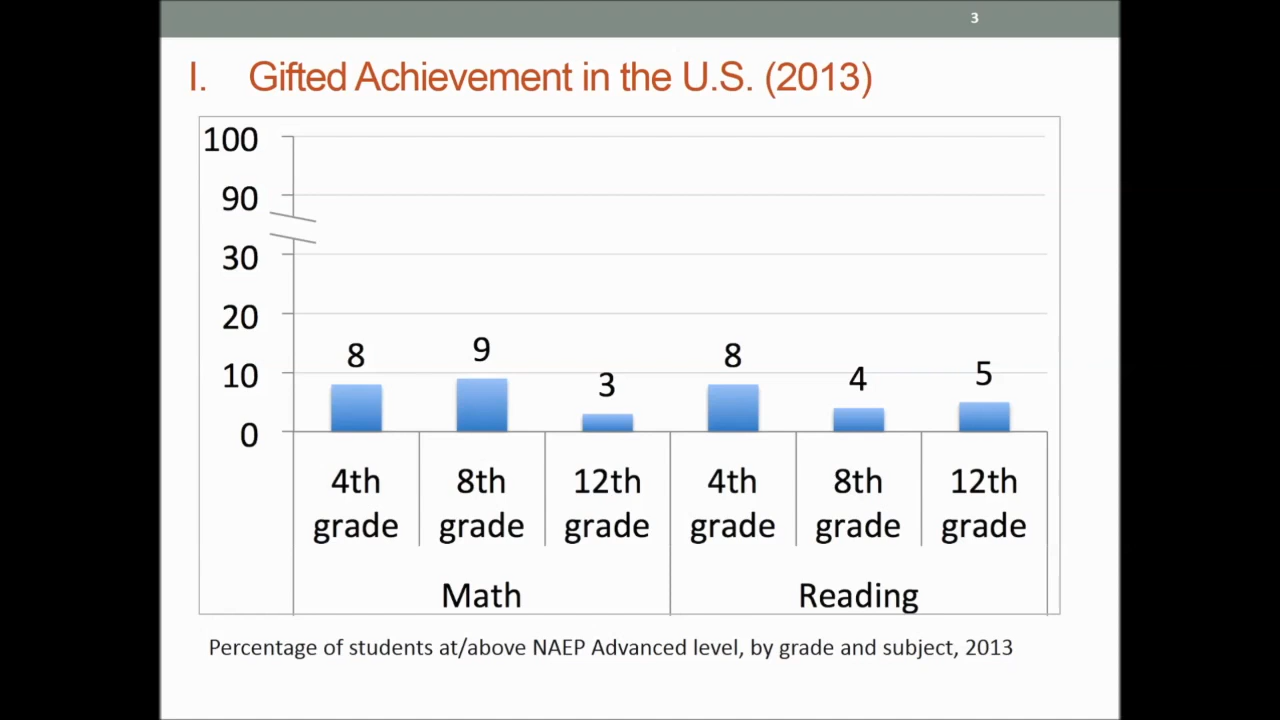 3
I. Gifted Achievement in the U.S. (2013)
100
90
30
20
10
0
8
9
3
8
4
5
4th grade
8th grade
12th grade
4th grade
8th grade
12th grade
Math
Reading
Percentage of students at/above NAEP Advanced level, by grade and subject, 2013